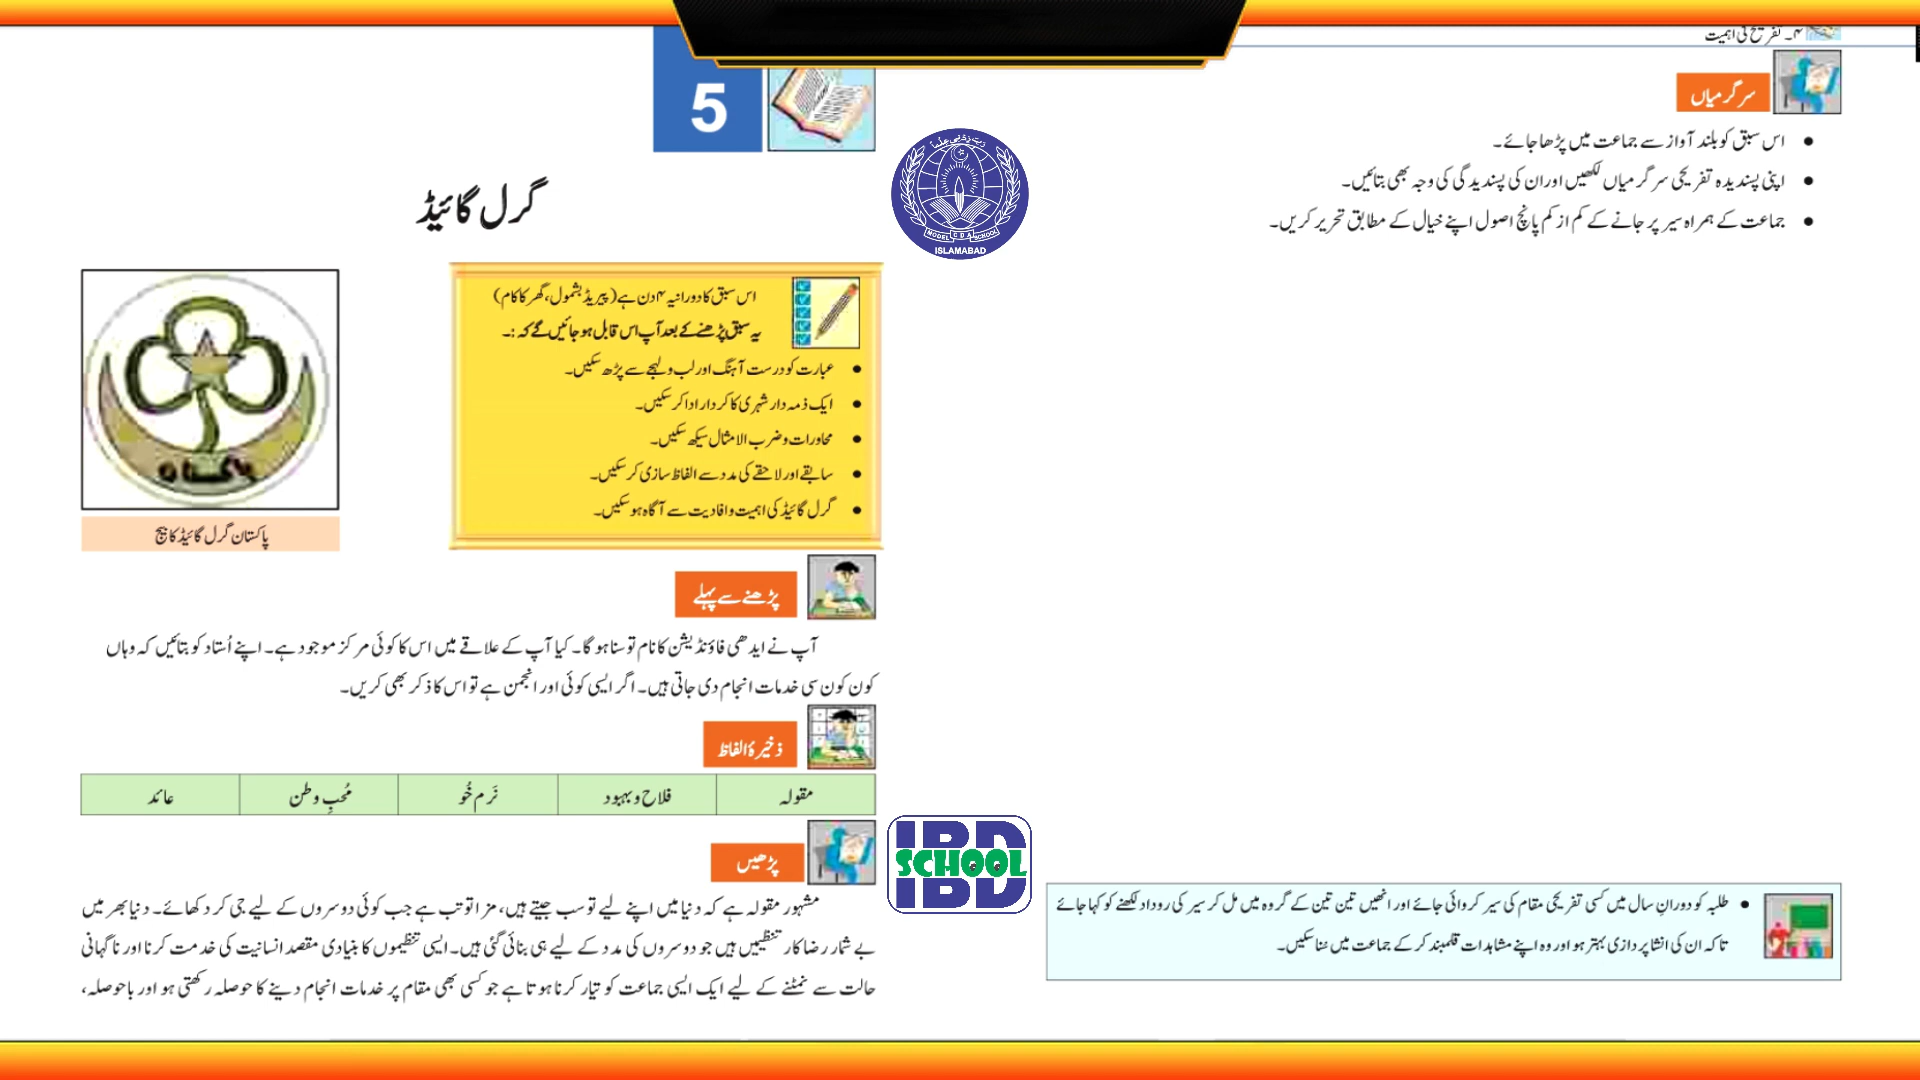 ۴۔ تفریح کی اہمیت
سرگرمیاں
اس سبق کو بلند آواز سے جماعت میں پڑھا جائے۔
اپنی پسندیدہ تفریحی سرگرمیاں لکھیں اور ان کی پسندیدگی کی وجہ بھی بتائیں۔
جماعت کے ہمراہ سیر پر جانے کے کم از کم پانچ اصول اپنے خیال کے مطابق تحریر کریں۔
طلبہ کو دورانِ سال میں کسی تفریحی مقام کی سیر کروائی جائے اور انھیں تین تین کے گروہ میں مل کر سیر کی روداد لکھنے کو کہا جائے
تاکہ ان کی انشا پردازی بہتر ہو اور وہ اپنے مشاہدات قلمبند کر کے جماعت میں سُنا سکیں۔
MODEL CDA SCHOOL
ISLAMABAD
IBD
SCHOOL
IBD
5
گرل گائیڈ
اس سبق کا دورانیہ ۴ دن ہے (پیریڈ بشمول، گھر کا کام)
یہ سبق پڑھنے کے بعد آپ اس قابل ہو جائیں گے کہ:۔
عبارت کو درست آہنگ اور لب و لہجے سے پڑھ سکیں۔
ایک ذمہ دار شہری کا کردار ادا کر سکیں۔
محاورات و ضرب الامثال سیکھ سکیں۔
سابقے اور لاحقے کی مدد سے الفاظ سازی کر سکیں۔
گرل گائیڈ کی اہمیت و افادیت سے آگاہ ہو سکیں۔
پاکستان گرل گائیڈ کا بیج
پڑھنے سے پہلے
آپ نے ایدھی فاؤنڈیشن کا نام تو سنا ہو گا۔ کیا آپ کے علاقے میں اس کا کوئی مرکز موجود ہے۔ اپنے اُستاد کو بتائیں کہ وہاں
کون کون سی خدمات انجام دی جاتی ہیں۔ اگر ایسی کوئی اور انجمن ہے تو اس کا ذکر بھی کریں۔
ذخیرۂ الفاظ
مقولہ فلاح و بہبود نَرم خُو مُحبِ وطن عائد
پڑھیں
مشہور مقولہ ہے کہ دنیا میں اپنے لیے تو سب جیتے ہیں، مزا تو تب ہے جب کوئی دوسروں کے لیے جی کر دکھائے۔ دنیا بھر میں
بے شمار رضاکار تنظیمیں ہیں جو دوسروں کی مدد کے لیے ہی بنائی گئی ہیں۔ ایسی تنظیموں کا بنیادی مقصد انسانیت کی خدمت کرنا اور ناگہانی
حالت سے نمٹنے کے لیے ایک ایسی جماعت کو تیار کرنا ہوتا ہے جو کسی بھی مقام پر خدمات انجام دینے کا حوصلہ رکھتی ہو اور باحوصلہ،